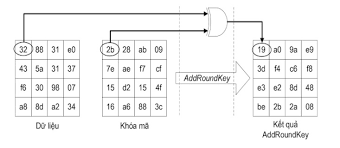 32 88 31 e0 2b 28 ab 09 19 a0 9a e9
43 5a 31 37 7e ae f7 cf 3d f4 c6 f8
AddRoundKey
f6 30 98 07 15 d2 15 4f e3 e2 8d 48
a8 8d a2 34 16 a6 88 3c be 2b 2a 08
Dữ liệu Khóa mã Kết quả
AddRoundKey